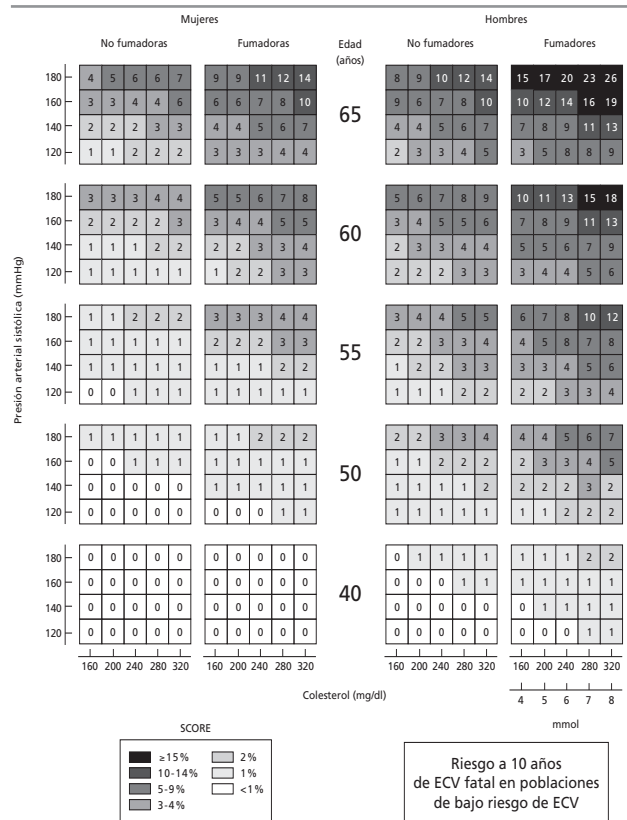 Mujeres Hombres
No fumadoras Fumadoras Edad (años) No fumadores Fumadores
Presión arterial sistólica (mmHg)
180 4 5 6 6 7 9 9 11 12 14 8 9 10 12 14 15 17 20 23 26
160 3 3 4 4 6 6 6 7 8 10 9 6 7 8 10 10 12 14 16 19
65
140 2 2 2 3 3 4 4 5 6 7 4 4 5 6 7 7 8 9 11 13
120 1 1 2 2 2 3 3 3 4 4 2 3 3 4 5 3 5 8 8 9
180 3 3 3 4 4 5 5 6 7 8 5 6 7 8 9 10 11 13 15 18
160 2 2 2 2 3 3 4 4 5 5 3 4 5 5 6 7 8 9 11 13
60
140 1 1 1 2 2 1 2 2 3 4 2 3 3 4 4 5 5 6 7 9
120 1 1 1 1 1 1 2 2 3 3 2 2 2 3 3 3 4 4 5 6
180 1 1 2 2 2 3 3 3 4 4 3 4 4 5 5 6 7 8 10 12
160 1 1 1 1 1 2 2 2 3 3 2 2 3 3 4 4 5 8 7 8
55
140 1 1 1 1 1 1 1 1 2 2 1 2 2 3 3 3 3 4 5 6
120 0 0 1 1 1 1 1 1 1 1 1 1 1 2 2 2 2 3 3 4
180 1 1 1 1 1 1 1 2 2 2 2 2 3 3 4 4 4 5 6 7
160 0 0 1 1 1 1 1 1 1 1 1 1 2 2 2 2 3 3 4 5
50
140 0 0 0 0 0 1 1 1 1 1 1 1 1 1 2 2 2 2 3 2
120 0 0 0 0 0 0 0 0 1 1 1 1 1 1 1 1 1 2 2 2
180 0 0 0 0 0 0 0 0 0 0 0 1 1 1 1 1 1 1 2 2
160 0 0 0 0 0 0 0 0 0 0 0 0 0 1 1 1 1 1 1 1
40
140 0 0 0 0 0 0 0 0 0 0 0 0 0 0 0 0 1 1 1 1
120 0 0 0 0 0 0 0 0 0 0 0 0 0 0 0 0 0 0 1 1
160 200 240 280 320 160 200 240 280 320 160 200 240 280 320 160 200 240 280 320
Colesterol (mg/dl)
4 5 6 7 8
mmol
SCORE
≥15%
10-14%
5-9%
3-4%
2%
1%
<1%
Riesgo a 10 años
de ECV fatal en poblaciones
de bajo riesgo de ECV